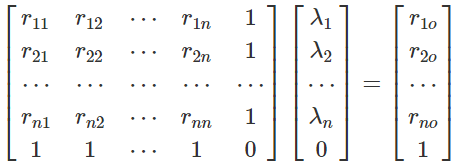 r₁₁ r₁₂ ⋯ r₁ₙ 1 λ₁ r₁ₒ
r₂₁ r₂₂ ⋯ r₂ₙ 1 λ₂ = r₂ₒ
⋯ ⋯ ⋯ ⋯ ⋯ ⋯ ⋯
rₙ₁ rₙ₂ ⋯ rₙₙ 1 λₙ rₙₒ
1 1 ⋯ 1 0 0 1